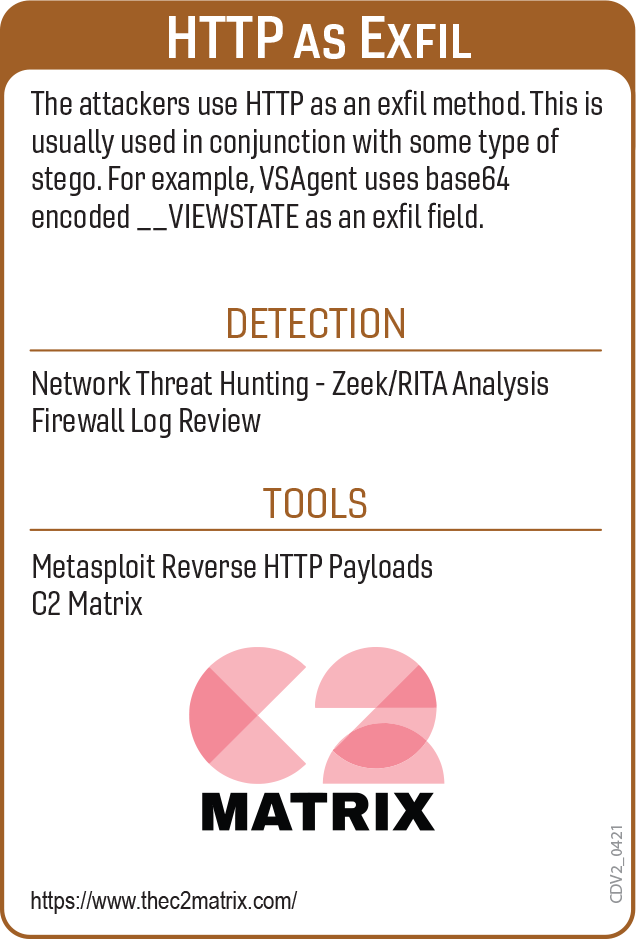 HTTP AS EXFIL
The attackers use HTTP as an exfil method. This is
usually used in conjunction with some type of
stego. For example, VSAgent uses base64
encoded __VIEWSTATE as an exfil field.
DETECTION
Network Threat Hunting - Zeek/RITA Analysis
Firewall Log Review
TOOLS
Metasploit Reverse HTTP Payloads
C2 Matrix
C2
MATRIX
https://www.thec2matrix.com/
CDV2_0421